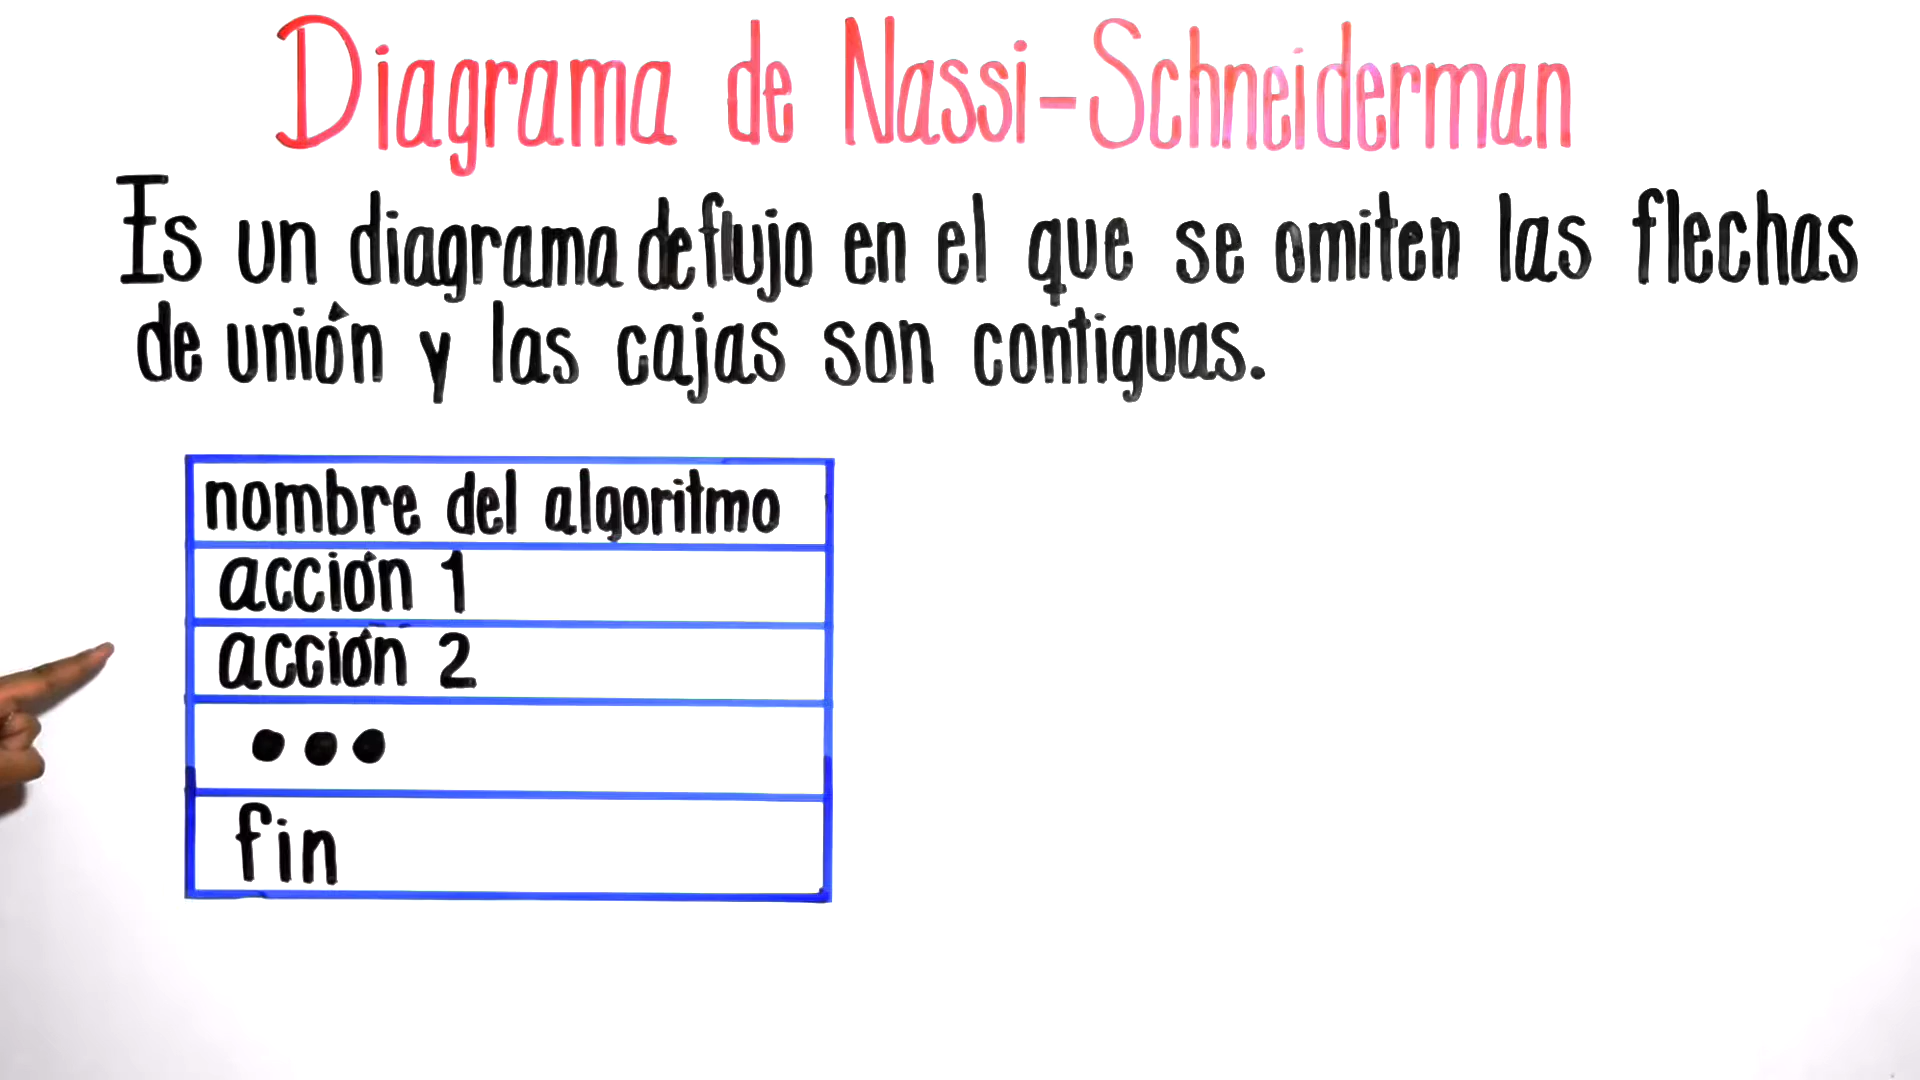 Diagrama de Nassi-Schneiderman
Es un diagrama de flujo en el que se omiten las flechas
de unión y las cajas son contiguas.
nombre del algoritmo
acción 1
acción 2
•••
fin